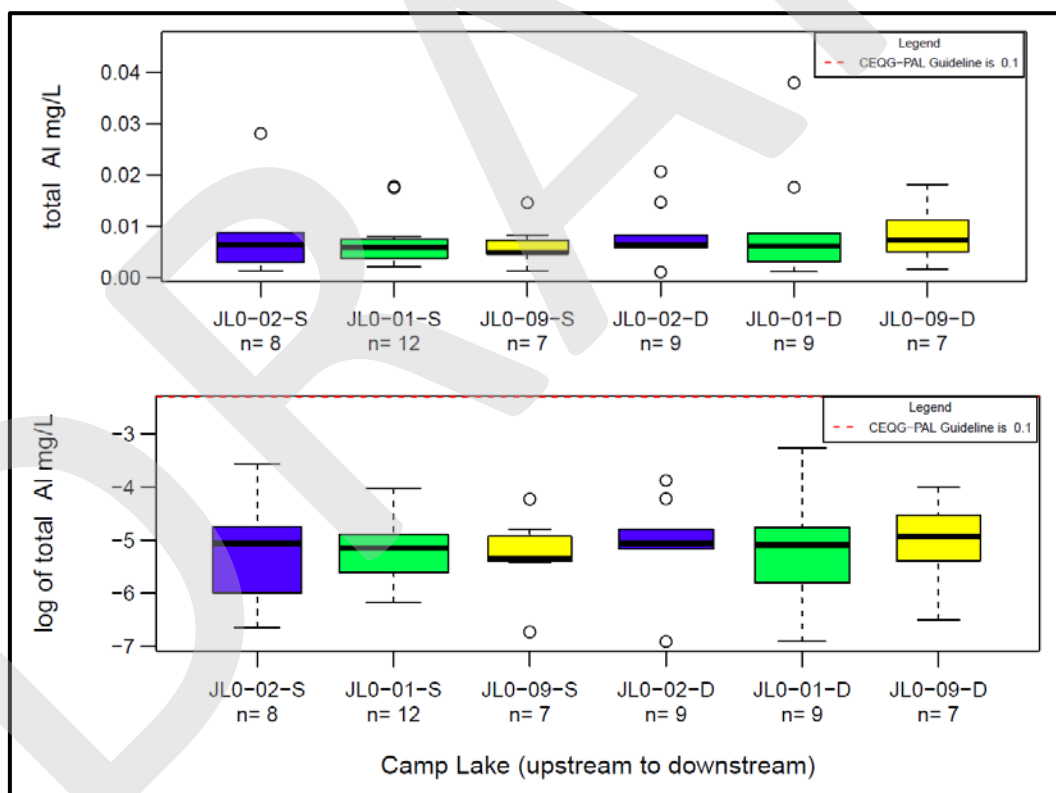 Legend
CEQG-PAL Guideline is 0.1
total Al mg/L
0.04
0.03
0.02
0.01
0.00
JL0-02-S JL0-01-S JL0-09-S JL0-02-D JL0-01-D JL0-09-D
n= 8 n= 12 n= 7 n= 9 n= 9 n= 7
Legend
CEQG-PAL Guideline is 0.1
log of total Al mg/L
-3
-4
-5
-6
-7
JL0-02-S JL0-01-S JL0-09-S JL0-02-D JL0-01-D JL0-09-D
n= 8 n= 12 n= 7 n= 9 n= 9 n= 7
Camp Lake (upstream to downstream)
DRA